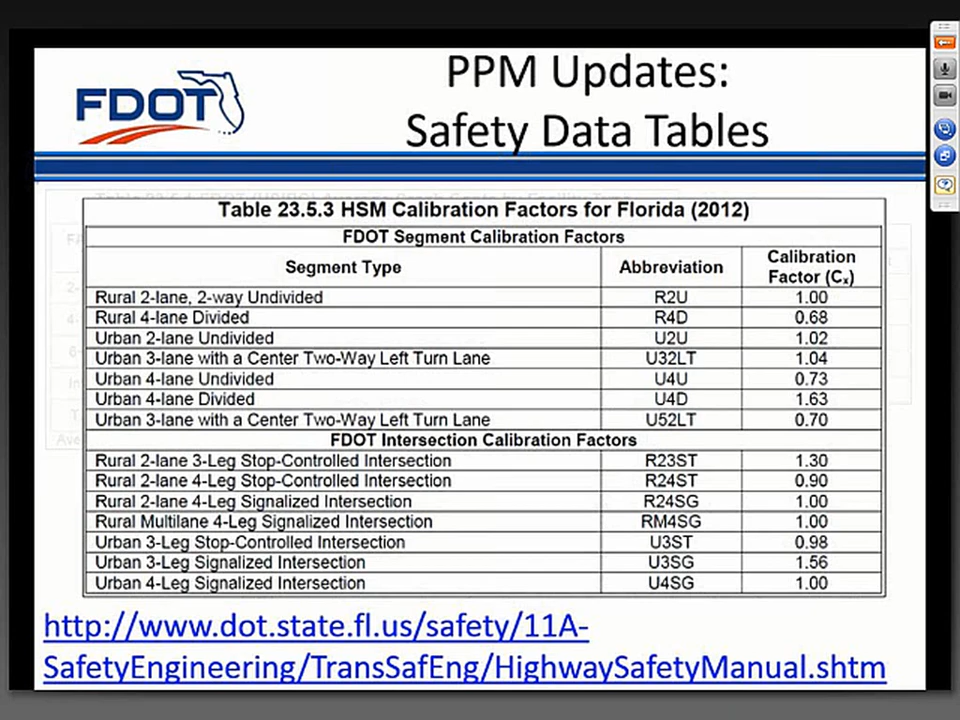 FDOT
PPM Updates:
Safety Data Tables
Table 23.5.3 HSM Calibration Factors for Florida (2012)
FDOT Segment Calibration Factors
Segment Type Abbreviation Calibration Factor (Cₓ)
Rural 2-lane, 2-way Undivided R2U 1.00
Rural 4-lane Divided R4D 0.68
Urban 2-lane Undivided U2U 1.02
Urban 3-lane with a Center Two-Way Left Turn Lane U32LT 1.04
Urban 4-lane Undivided U4U 0.73
Urban 4-lane Divided U4D 1.63
Urban 3-lane with a Center Two-Way Left Turn Lane U52LT 0.70
FDOT Intersection Calibration Factors
Rural 2-lane 3-Leg Stop-Controlled Intersection R23ST 1.30
Rural 2-lane 4-Leg Stop-Controlled Intersection R24ST 0.90
Rural 2-lane 4-Leg Signalized Intersection R24SG 1.00
Rural Multilane 4-Leg Signalized Intersection RM4SG 1.00
Urban 3-Leg Stop-Controlled Intersection U3ST 0.98
Urban 3-Leg Signalized Intersection U3SG 1.56
Urban 4-Leg Signalized Intersection U4SG 1.00
http://www.dot.state.fl.us/safety/11A-
SafetyEngineering/TransSafEng/HighwaySafetyManual.shtm